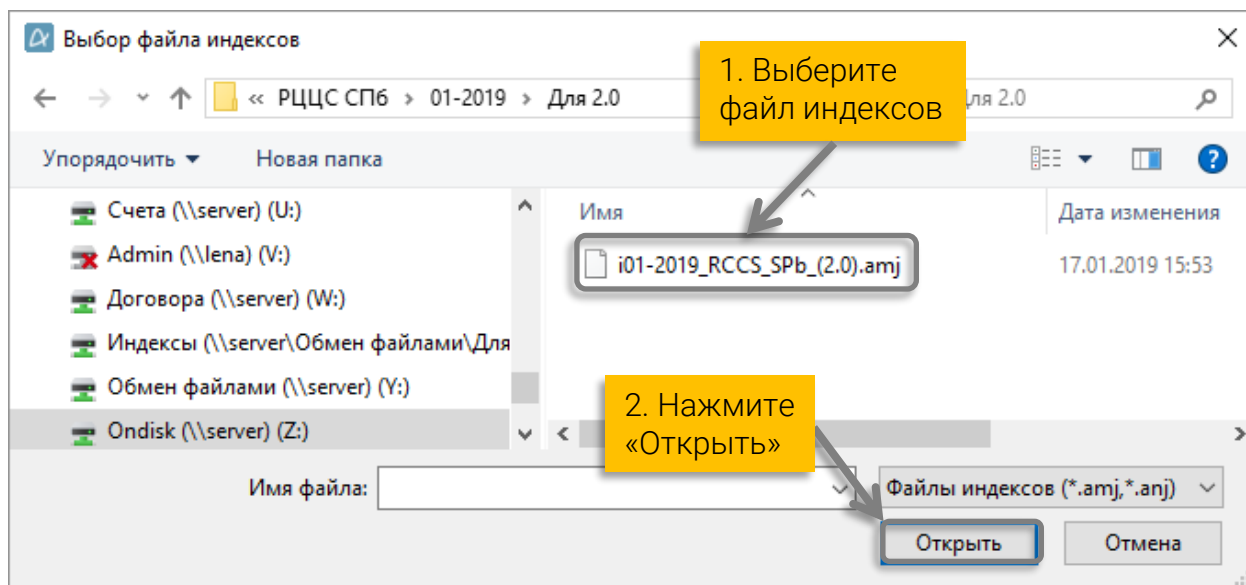 Выбор файла индексов
1. Выберите
файл индексов
« РЦЦС СПб › 01-2019 › Для 2.0
Для 2.0
Упорядочить
Новая папка
Счета (\\server) (U:)
Admin (\\lena) (V:)
Договора (\\server) (W:)
Индексы (\\server\Обмен файлами\Для
Обмен файлами (\\server) (Y:)
Ondisk (\\server) (Z:)
Имя
Дата изменения
i01-2019_RCCS_SPb_(2.0).amj
17.01.2019 15:53
2. Нажмите
«Открыть»
Имя файла:
Файлы индексов (*.amj,*.anj)
Открыть
Отмена